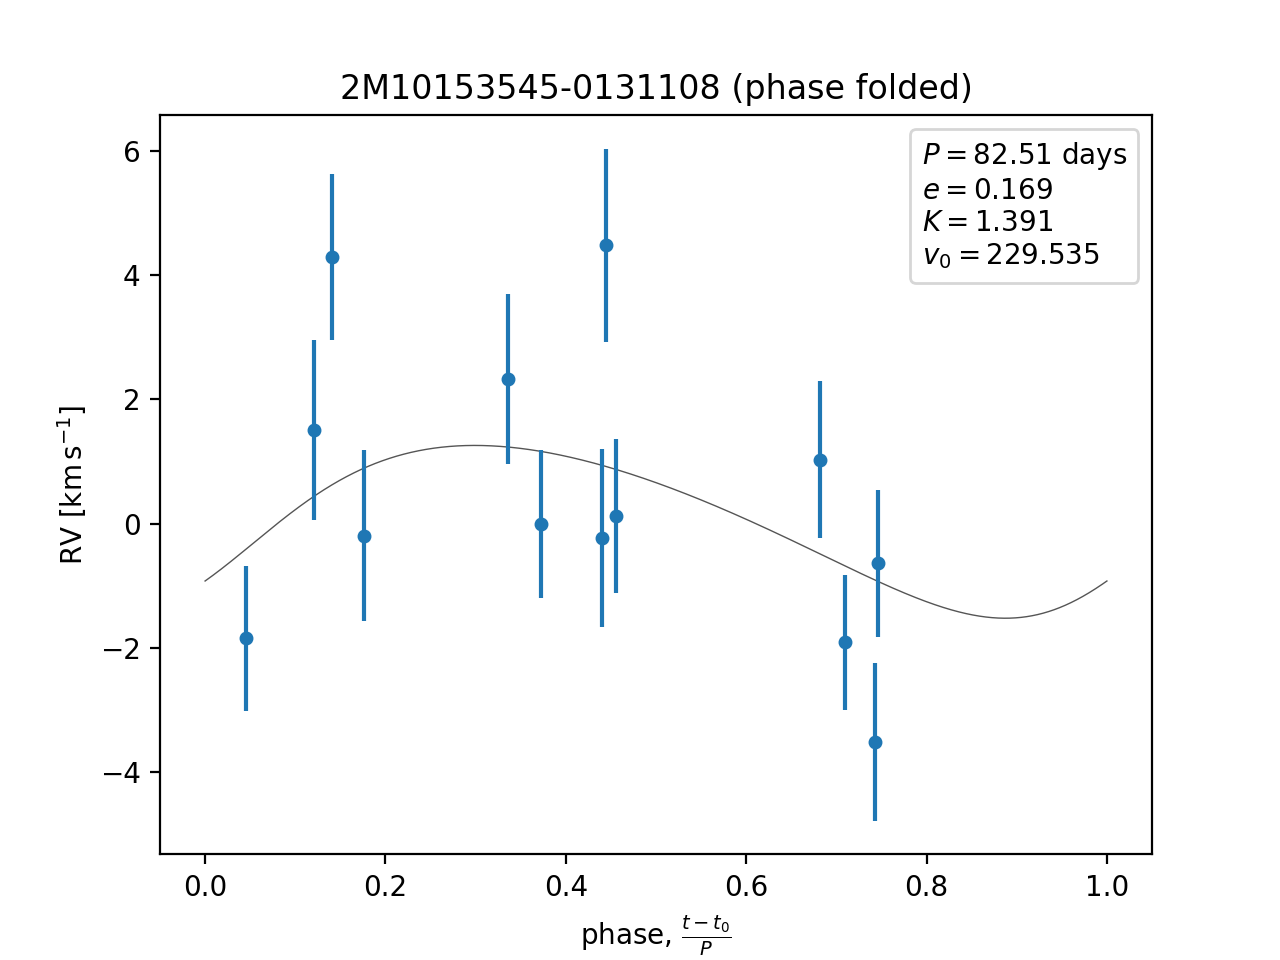 2M10153545-0131108 (phase folded)
P = 82.51 days
e = 0.169
K = 1.391
v₀ = 229.535
6
4
2
0
−2
−4
RV [km s⁻¹]
0.0 0.2 0.4 0.6 0.8 1.0
phase, (t − t₀)/P